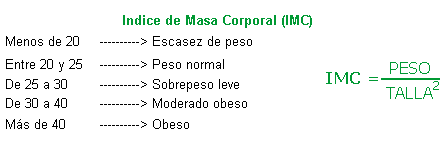 Indice de Masa Corporal (IMC)
Menos de 20 ----------> Escasez de peso
Entre 20 y 25 ----------> Peso normal
De 25 a 30 ----------> Sobrepeso leve
De 30 a 40 ----------> Moderado obeso
Más de 40 ----------> Obeso
IMC = PESO
TALLA²